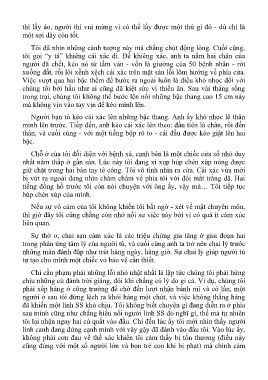 thì lấy áo, người thì vui mừng vì có thể lấy được một thứ gì đó - dù chỉ là
một sợi dây còn tốt.
Tôi đã nhìn những cảnh tượng này mà chẳng chút động lòng. Cuối cùng,
tôi gọi “y tá” khiêng cái xác đi. Để khiêng xác, anh ta nắm hai chân của
người đã chết, kéo nó từ tấm ván - vốn là giường của 50 bệnh nhân - rơi
xuống đất, rồi lôi xềnh xệch cái xác trên mặt sàn lồi lõm hướng về phía cửa.
Việc vượt qua hai bậc thềm để bước ra ngoài luôn là điều khó nhọc đối với
chúng tôi bởi hầu như ai cũng đã kiệt sức vì thiếu ăn. Sau vài tháng sống
trong trại, chúng tôi không thể bước lên nổi những bậc thang cao 15 cm này
mà không vịn vào tay vịn để kéo mình lên.
Người bạn tù kéo cái xác lên những bậc thang. Anh ấy khó nhọc lê thân
mình lên trước. Tiếp đến, anh kéo cái xác lên theo: đầu tiên là chân, rồi đến
thân, và cuối cùng - với một tiếng bộp rõ to - cái đầu được kéo giật lên hai
bậc.
Chỗ ở của tôi đối diện với bệnh xá, cạnh bên là một chiếc cửa sổ nhỏ duy
nhất nằm thấp ở gần sàn. Lúc này tôi đang xì xụp húp chén xúp nóng được
giữ chặt trong hai bàn tay tê cóng. Tôi vô tình nhìn ra cửa. Cái xác vừa mới
bị vứt ra ngoài đang nhìn chằm chằm về phía tôi với đôi mắt trắng dã. Hai
tiếng đồng hồ trước tôi còn nói chuyện với ông ấy, vậy mà… Tôi tiếp tục
húp chén xúp của mình.
Nếu sự vô cảm của tôi không khiến tôi bất ngờ - xét về mặt chuyên môn,
thì giờ đây tôi cũng chẳng còn nhớ nổi sự việc này bởi vì có quá ít cảm xúc
liên quan.
Sự thờ ơ, chai sạn cảm xúc là các triệu chứng gia tăng ở giai đoạn hai
trong phản ứng tâm lý của người tù, và cuối cùng anh ta trở nên chai lỳ trước
những màn đánh đập như trút hàng ngày, hàng giờ. Sự chai lỳ giúp người tù
tự tạo cho mình một chiếc vỏ bảo vệ cần thiết.
Chỉ cần phạm phải những lỗi nhỏ nhặt nhất là lập tức chúng tôi phải hứng
chịu những cú đánh trời giáng, đôi khi chẳng có lý do gì cả. Ví dụ, chúng tôi
phải xếp hàng ở công trường để chờ đến lượt nhận bánh mì và có lần, một
người ở sau tôi đứng lệch ra khỏi hàng một chút, và việc không thẳng hàng
đã khiến một lính SS khó chịu. Tôi không biết chuyện gì đang diễn ra ở phía
sau mình cũng như chẳng hiểu nổi người lính SS đó nghĩ gì, thế mà tự nhiên
tôi lại nhận ngay hai cú quất vào đầu. Chỉ đến lúc ấy tôi mới nhìn thấy người
lính canh đang đứng cạnh mình với vẫy gậy đã đánh vào đầu tôi. Vào lúc ấy,
không phải cơn đau về thể xác khiến tôi cảm thấy bị tổn thương (điều này
cũng đúng với một số người lớn và bọn trẻ con khi bị phạt) mà chính cảm